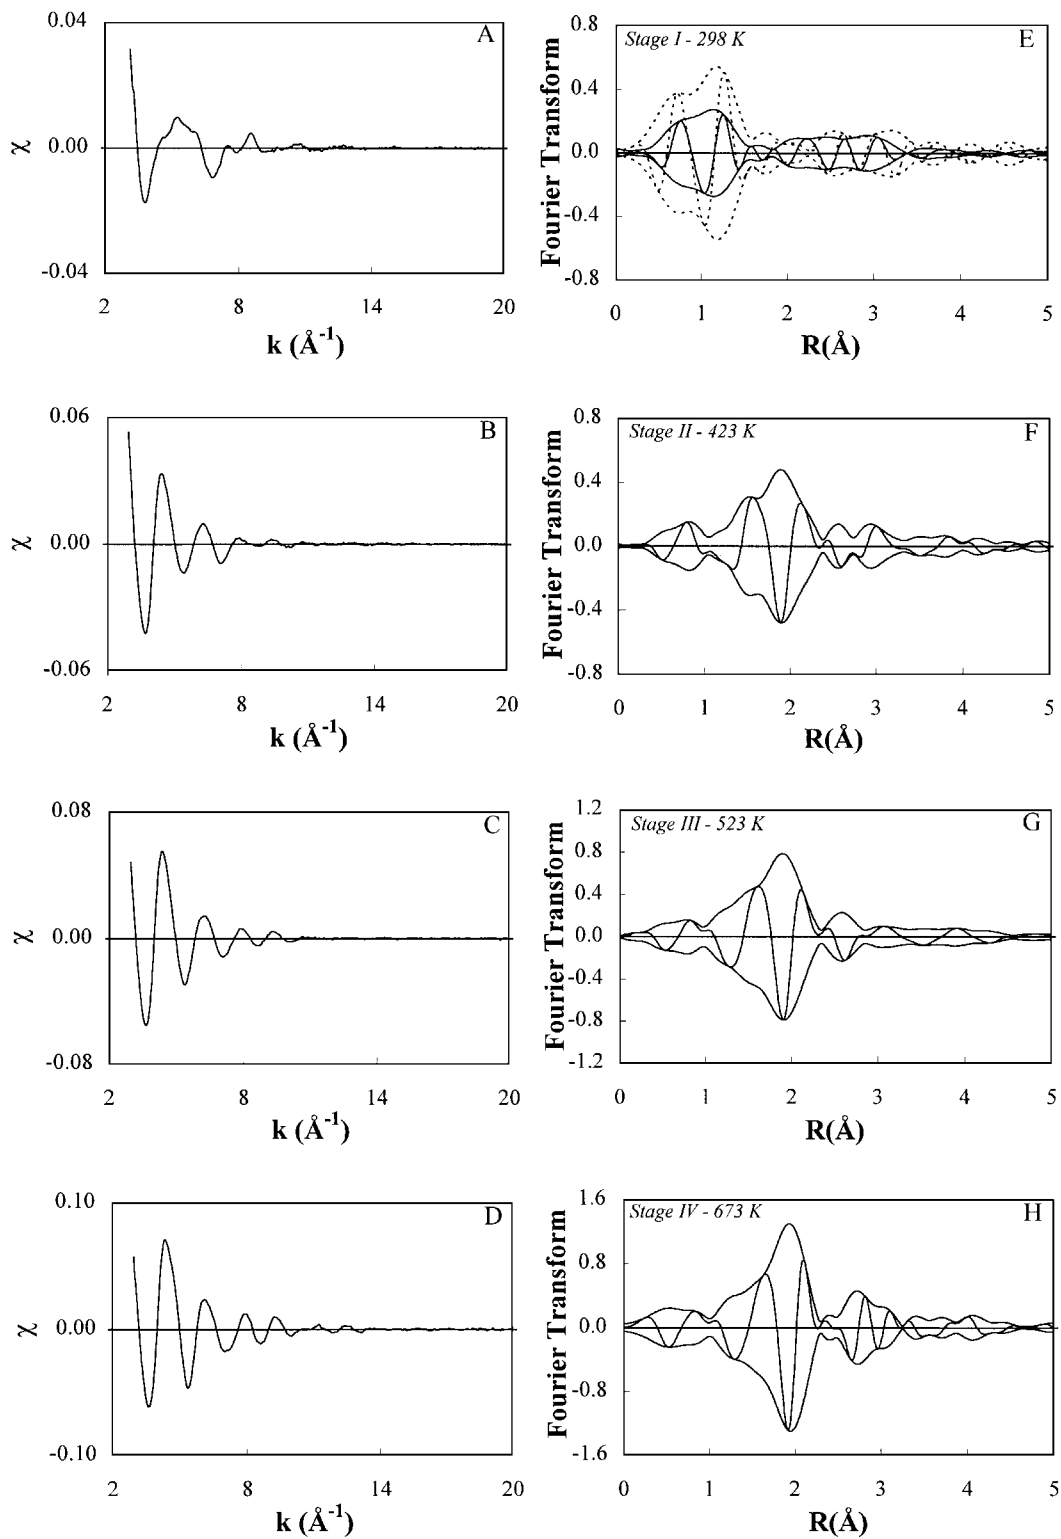 0.04
A
χ
0.00
-0.04
2 8 14 20
k (Å⁻¹)
0.8
Stage I - 298 K
E
Fourier Transform
0.4
0.0
-0.4
-0.8
0 1 2 3 4 5
R(Å)
0.06
B
χ
0.00
-0.06
2 8 14 20
k (Å⁻¹)
0.8
Stage II - 423 K
F
Fourier Transform
0.4
0.0
-0.4
-0.8
0 1 2 3 4 5
R(Å)
0.08
C
χ
0.00
-0.08
2 8 14 20
k (Å⁻¹)
1.2
Stage III - 523 K
G
Fourier Transform
0.8
0.4
0.0
-0.4
-0.8
-1.2
0 1 2 3 4 5
R(Å)
0.10
D
χ
0.00
-0.10
2 8 14 20
k (Å⁻¹)
1.6
Stage IV - 673 K
H
Fourier Transform
0.8
0.0
-0.8
-1.6
0 1 2 3 4 5
R(Å)